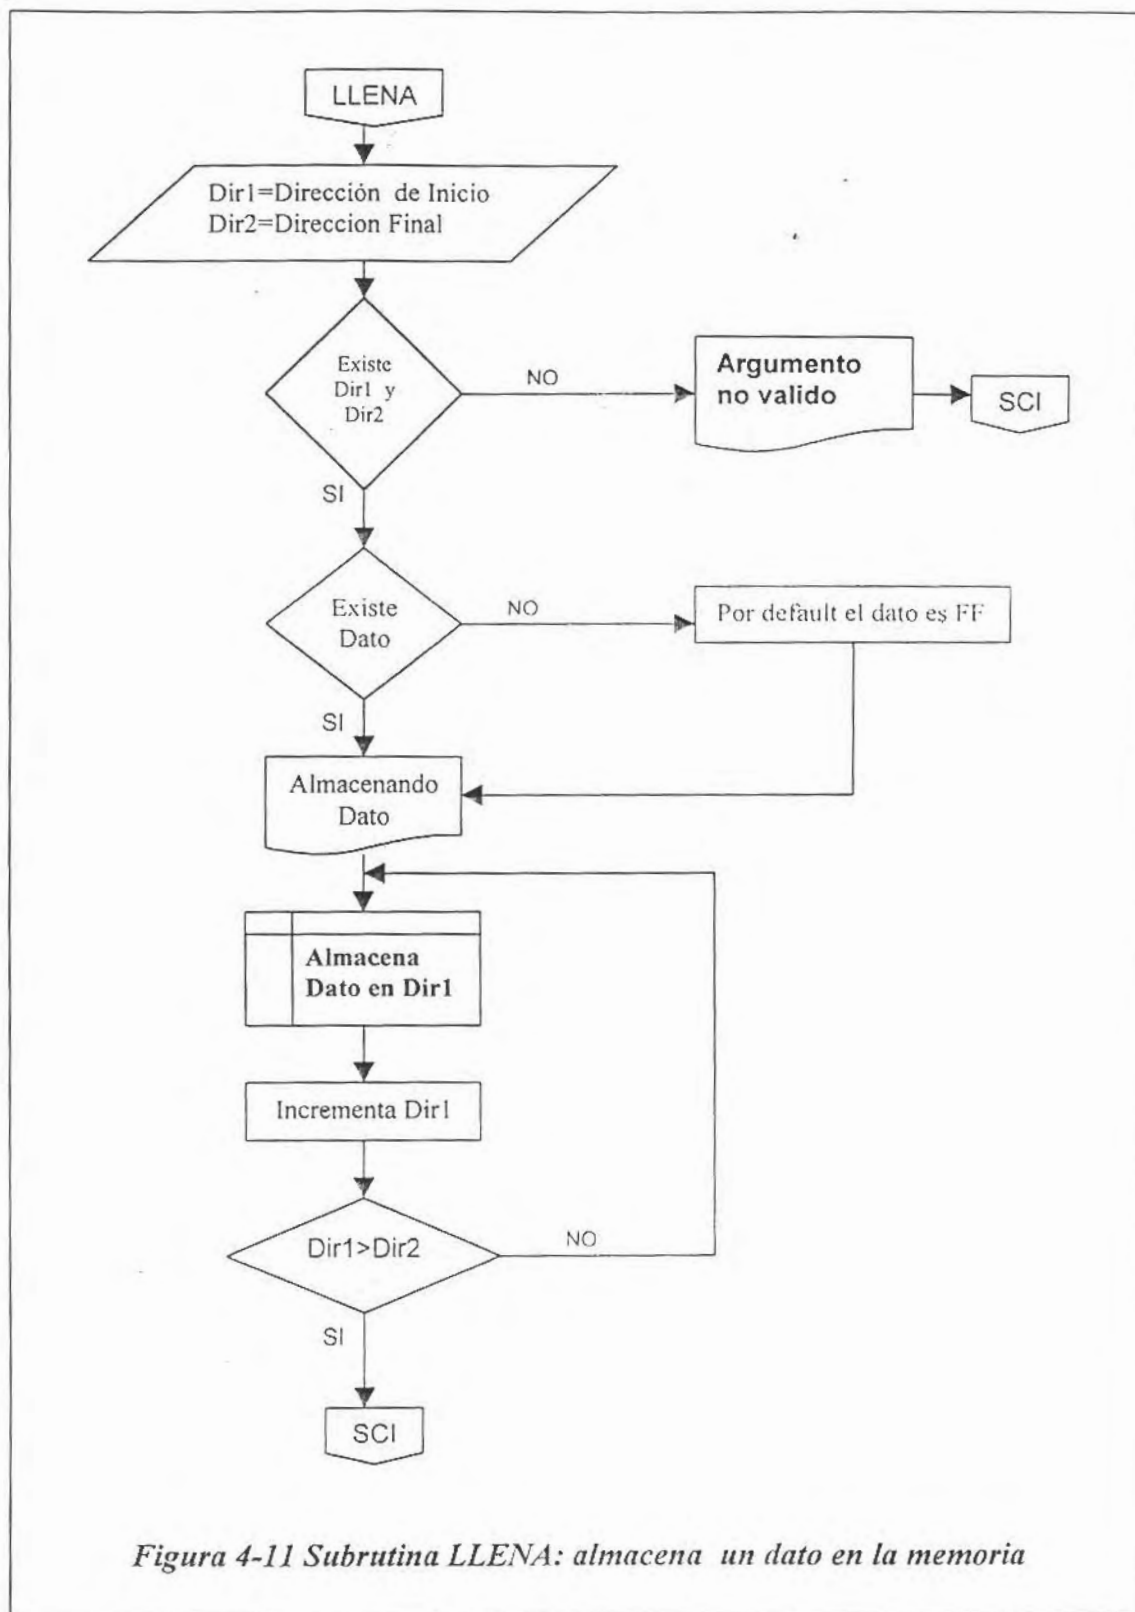 LLENA
Dir1=Dirección de Inicio
Dir2=Direccion Final
Existe
Dir1 y
Dir2
NO
Argumento
no valido
SCI
SI
Existe
Dato
NO
Por default el dato es FF
SI
Almacenando
Dato
Almacena
Dato en Dir1
Incrementa Dir1
Dir1>Dir2
NO
SI
SCI
Figura 4-11 Subrutina LLENA: almacena un dato en la memoria